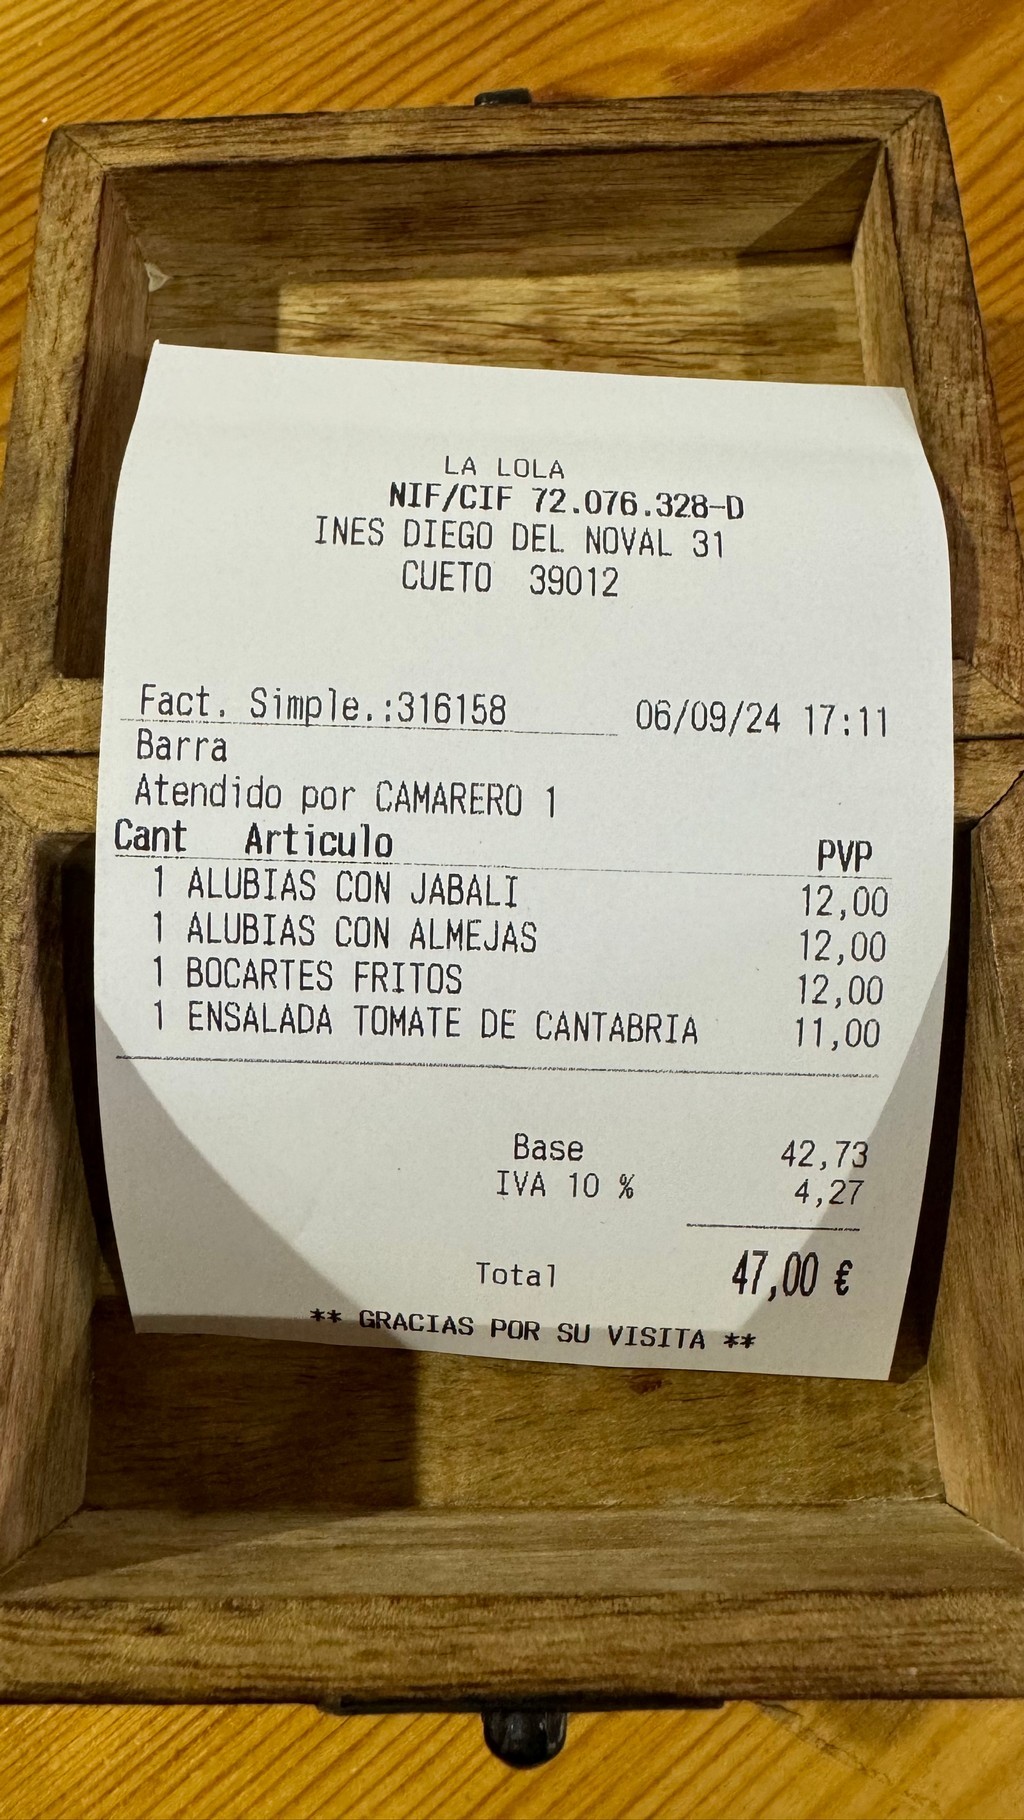 LA LOLA
NIF/CIF 72.076.328-D
INES DIEGO DEL NOVAL 31
CUETO 39012
Fact. Simple.:316158 06/09/24 17:11
Barra
Atendido por CAMARERO 1
Cant Articulo PVP
1 ALUBIAS CON JABALI 12,00
1 ALUBIAS CON ALMEJAS 12,00
1 BOCARTES FRITOS 12,00
1 ENSALADA TOMATE DE CANTABRIA 11,00
Base 42,73
IVA 10 % 4,27
Total 47,00 €
** GRACIAS POR SU VISITA **